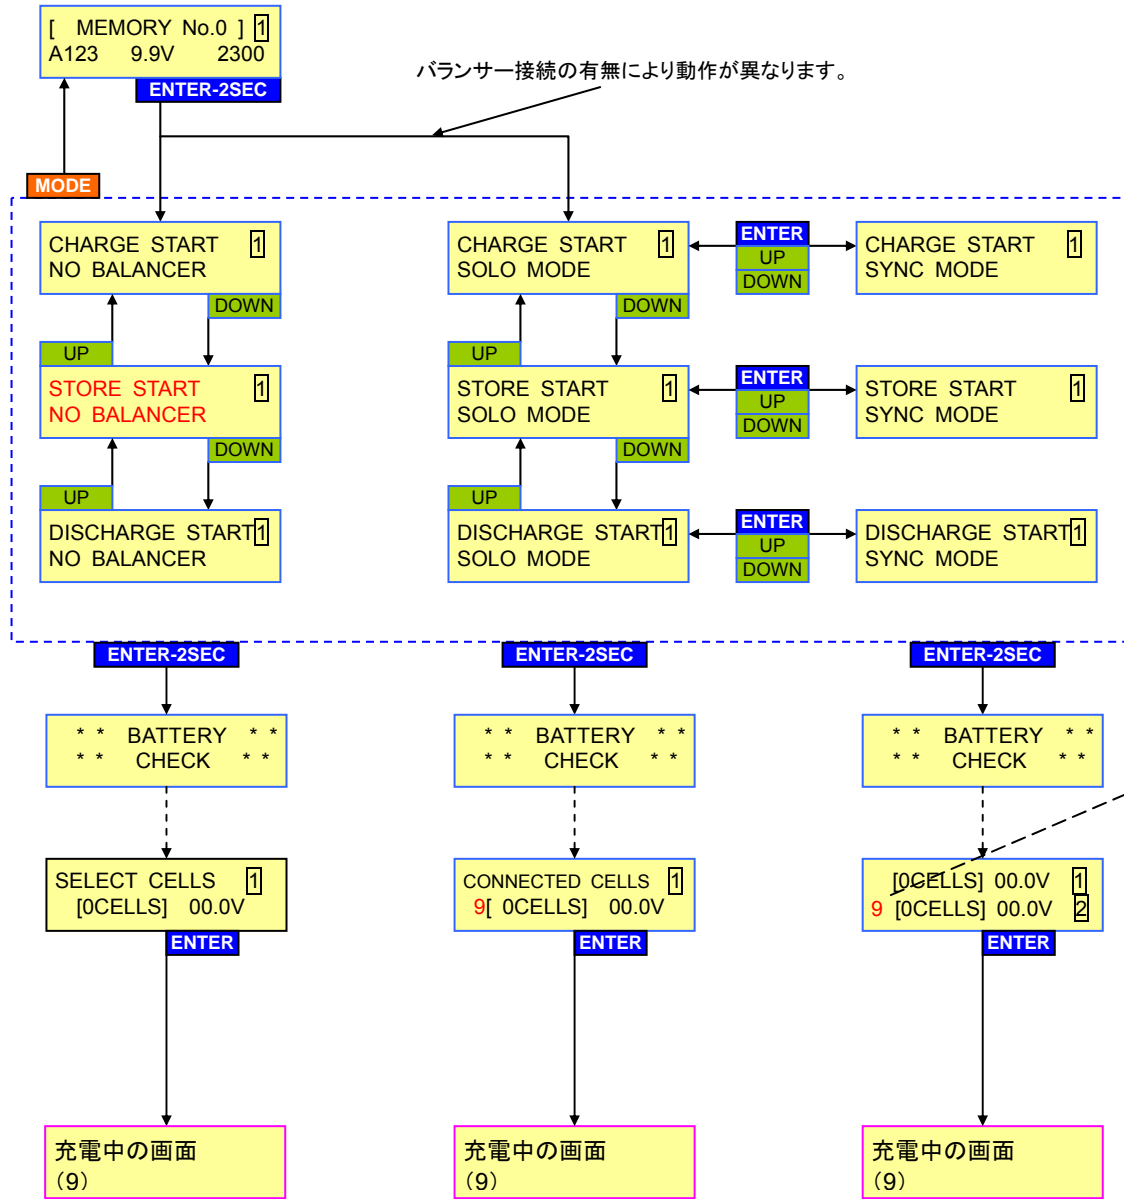 [ MEMORY No.0 ] 1
A123 9.9V 2300
ENTER-2SEC
バランサー接続の有無により動作が異なります。
MODE
CHARGE START 1
NO BALANCER
DOWN
UP
STORE START 1
NO BALANCER
DOWN
UP
DISCHARGE START 1
NO BALANCER
CHARGE START 1
SOLO MODE
DOWN
UP
STORE START 1
SOLO MODE
DOWN
UP
DISCHARGE START 1
SOLO MODE
ENTER
UP
DOWN
ENTER
UP
DOWN
ENTER
UP
DOWN
CHARGE START 1
SYNC MODE
STORE START 1
SYNC MODE
DISCHARGE START 1
SYNC MODE
ENTER-2SEC
* * BATTERY * *
* * CHECK * *
SELECT CELLS 1
[0CELLS] 00.0V
ENTER
充電中の画面
(9)
ENTER-2SEC
* * BATTERY * *
* * CHECK * *
CONNECTED CELLS 1
9[ 0CELLS] 00.0V
ENTER
充電中の画面
(9)
ENTER-2SEC
* * BATTERY * *
* * CHECK * *
[0CELLS] 00.0V 1
9 [0CELLS] 00.0V 2
ENTER
充電中の画面
(9)